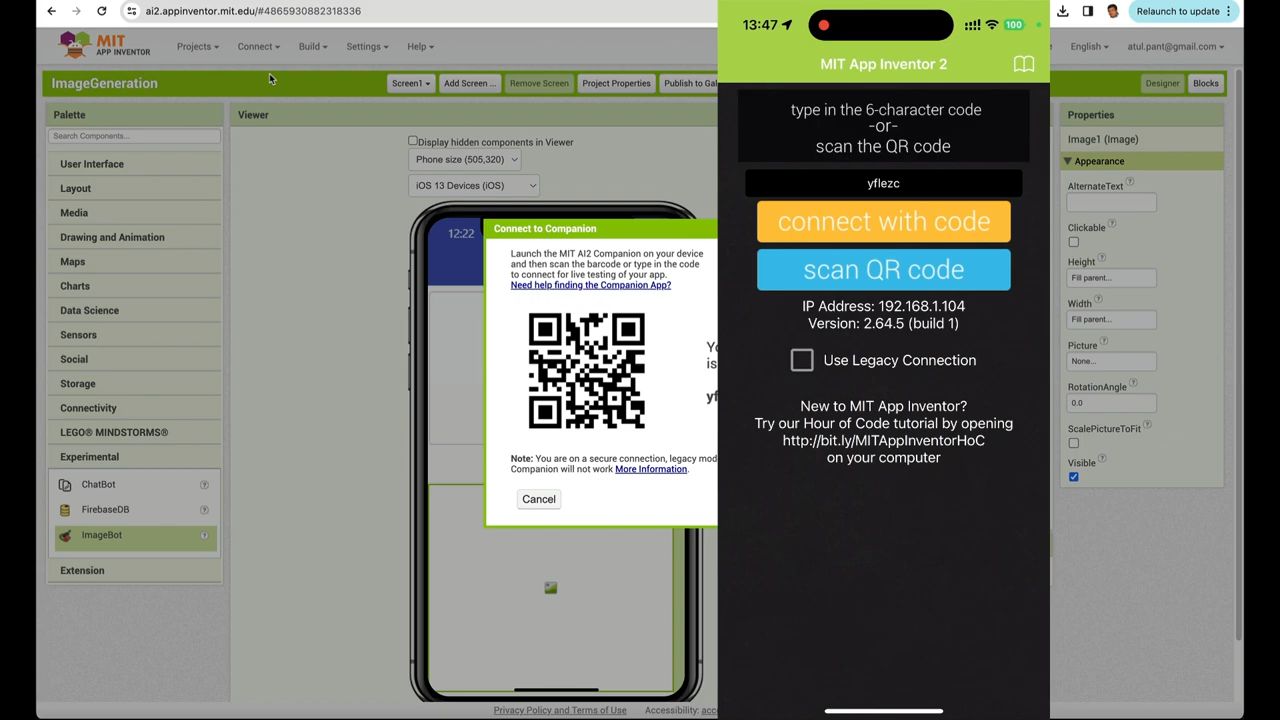 ai2.appinventor.mit.edu/#4865930882318336
Relaunch to update
MIT
APP INVENTOR
Projects
Connect
Build
Settings
Help
English
atul.pant@gmail.com
ImageGeneration
Screen1
Add Screen ...
Remove Screen
Project Properties
Publish to Gal
Designer
Blocks
Palette
Search Components...
User Interface
Layout
Media
Drawing and Animation
Maps
Charts
Data Science
Sensors
Social
Storage
Connectivity
LEGO® MINDSTORMS®
Experimental
ChatBot
?
FirebaseDB
?
ImageBot
?
Extension
Viewer
Display hidden components in Viewer
Phone size (505,320)
iOS 13 Devices (iOS)
12:22
Connect to Companion
Launch the MIT AI2 Companion on your device
and then scan the barcode or type in the code
to connect for live testing of your app.
Need help finding the Companion App?
is
Note: You are on a secure connection, legacy mod
Companion will not work More Information.
Cancel
Privacy Policy and Terms of Use
Accessibility: acc
13:47
100
MIT App Inventor 2
type in the 6-character code
-or-
scan the QR code
yflezc
connect with code
scan QR code
IP Address: 192.168.1.104
Version: 2.64.5 (build 1)
Use Legacy Connection
New to MIT App Inventor?
Try our Hour of Code tutorial by opening
http://bit.ly/MITAppInventorHoC
on your computer
Properties
Image1 (Image)
Appearance
AlternateText ?
Clickable ?
Height ?
Fill parent...
Width ?
Fill parent...
Picture ?
None...
RotationAngle ?
0.0
ScalePictureToFit ?
Visible ?